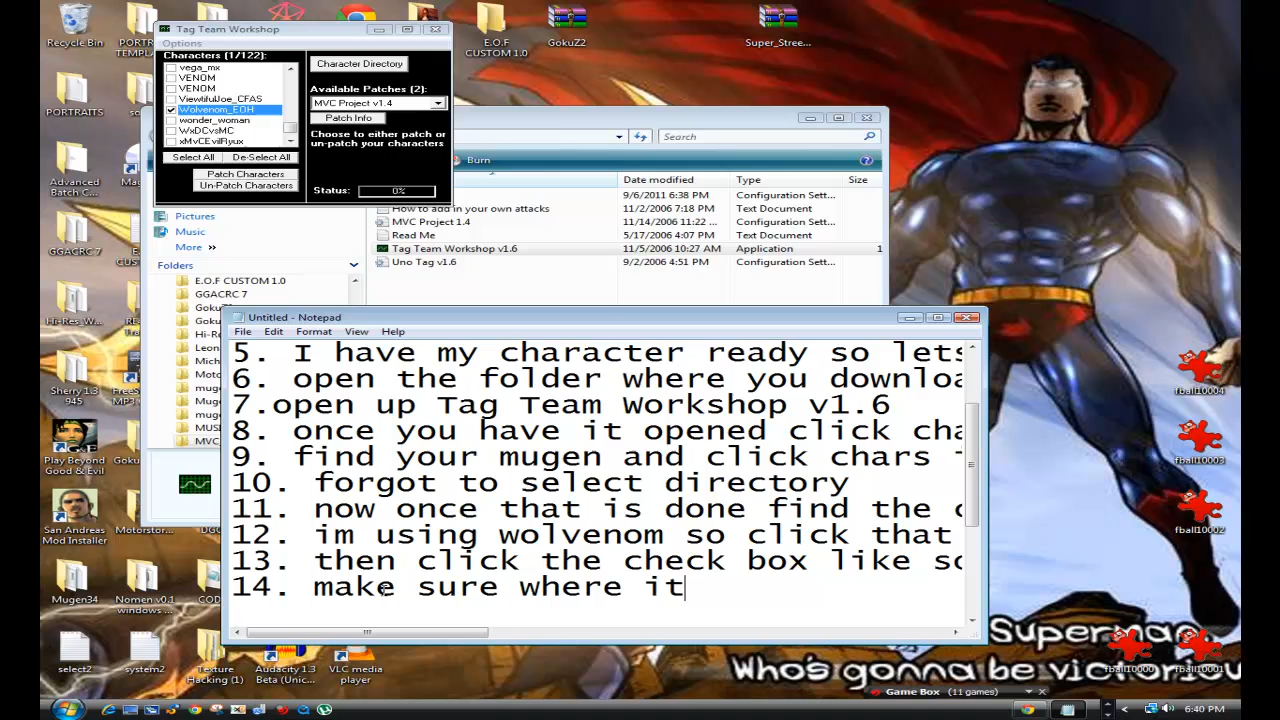 Recycle Bin
E.O.F
CUSTOM 1.0
GokuZ2
Super_Stree...
Tag Team Workshop
Options
Characters (1/122):
vega_mx
VENOM
VENOM
ViewtifulJoe_CFAS
Wolvenom_EOH
wonder_woman
WxDCvsMC
xMvCEvilRyux
Select All
De-Select All
Patch Characters
Un-Patch Characters
Character Directory
Available Patches (2):
MVC Project v1.4
Patch Info
Choose to either patch or
un-patch your characters
Status:
0%
Search
Burn
Date modified
Type
Size
9/6/2011 6:38 PM
Configuration Sett...
How to add in your own attacks
11/2/2006 7:18 PM
Text Document
MVC Project 1.4
11/14/2006 11:22 ...
Configuration Sett...
Read Me
5/17/2006 4:07 PM
Text Document
Tag Team Workshop v1.6
11/5/2006 10:27 AM
Application
1
Uno Tag v1.6
9/2/2006 4:51 PM
Configuration Sett...
Pictures
Music
More
Folders
E.O.F CUSTOM 1.0
GGACRC 7
PORTRAITS
Advanced
Batch C...
GGACRC 7
Hi-Res_W...
Sherry 1.3
945
Play Beyond
Good & Evil
San Andreas
Mod Installer
Mugen34
Nomen v0.1
windows ...
select2
system2
Texture
Hacking (1)
Audacity 1.3
Beta (Unic...
VLC media
player
Untitled - Notepad
File Edit Format View Help
5. I have my character ready so lets
6. open the folder where you downloa
7.open up Tag Team Workshop v1.6
8. once you have it opened click cha
9. find your mugen and click chars
10. forgot to select directory
11. now once that is done find the
12. im using wolvenom so click that
13. then click the check box like so
14. make sure where it
fball10004
fball10003
fball10002
fball10000
fball10001
Superman...
Who's gonna be victorious
Game Box (11 games)
6:40 PM